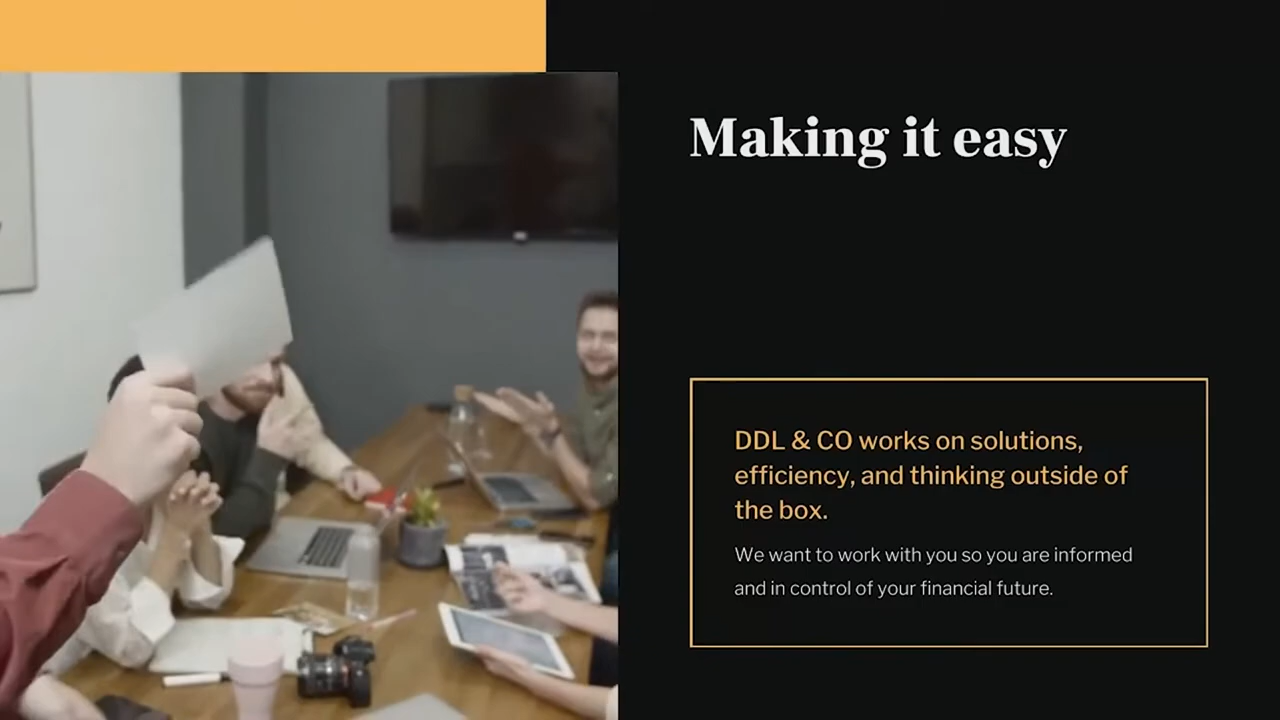 Making it easy
DDL & CO works on solutions,
efficiency, and thinking outside of
the box.
We want to work with you so you are informed
and in control of your financial future.